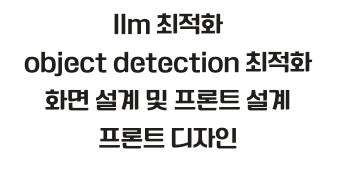 llm 최적화
object detection 최적화
화면 설계 및 프론트 설계
프론트 디자인